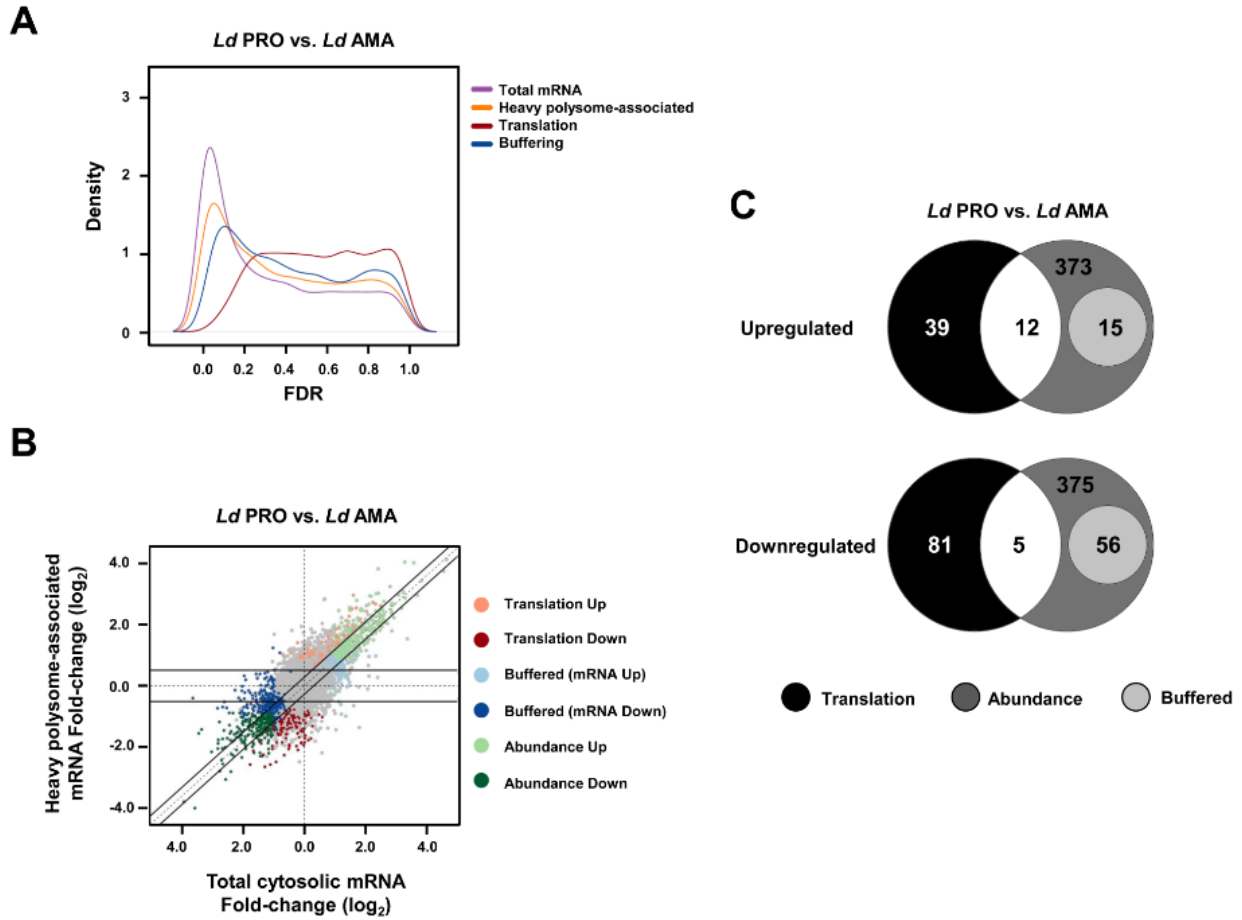 A
Ld PRO vs. Ld AMA
Density
3
2
1
0
0.0 0.2 0.4 0.6 0.8 1.0
FDR
Total mRNA
Heavy polysome-associated
Translation
Buffering
B
Ld PRO vs. Ld AMA
Heavy polysome-associated
mRNA Fold-change (log2)
4.0
2.0
0.0
-2.0
-4.0
4.0 2.0 0.0 2.0 4.0
Total cytosolic mRNA
Fold-change (log2)
Translation Up
Translation Down
Buffered (mRNA Up)
Buffered (mRNA Down)
Abundance Up
Abundance Down
C
Ld PRO vs. Ld AMA
Upregulated
39 12 373 15
Downregulated
81 5 375 56
Translation Abundance Buffered